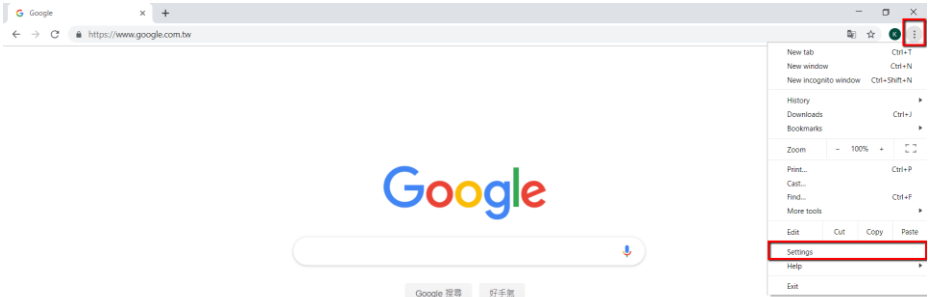 Google
https://www.google.com.tw
K
New tab Ctrl+T
New window Ctrl+N
New incognito window Ctrl+Shift+N
History
Downloads Ctrl+J
Bookmarks
Zoom - 100% +
Print... Ctrl+P
Cast...
Find... Ctrl+F
More tools
Edit Cut Copy Paste
Settings
Help
Exit
Google
Google 搜尋 好手氣